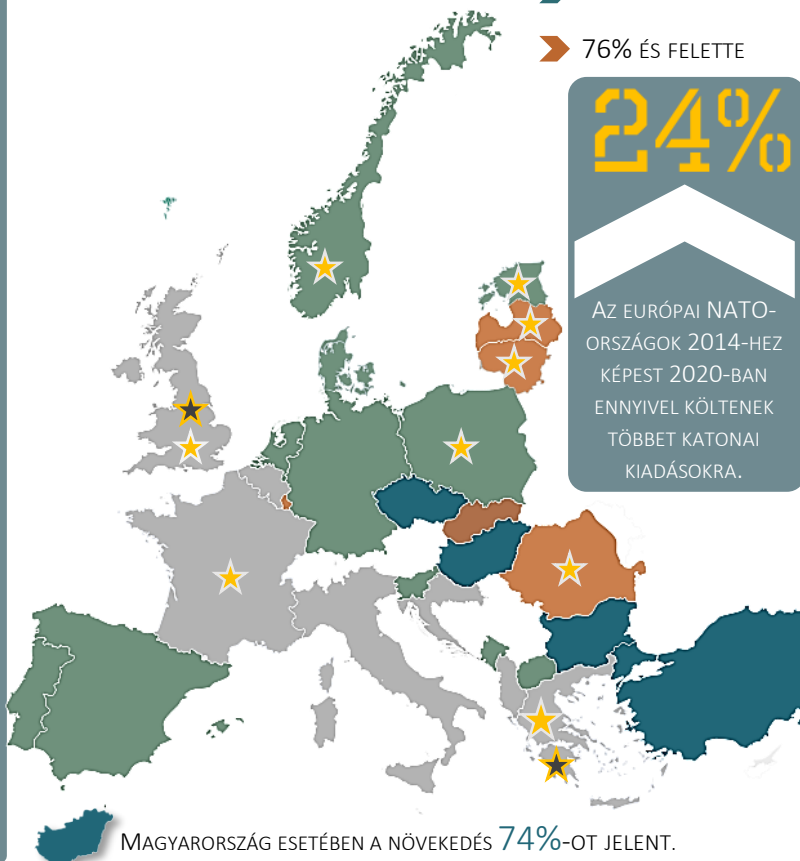 76% ÉS FELETTE
24%
AZ EURÓPAI NATO-
ORSZÁGOK 2014-HEZ
KÉPEST 2020-BAN
ENNYIVEL KÖLTENEK
TÖBBET KATONAI
KIADÁSOKRA.
MAGYARORSZÁG ESETÉBEN A NÖVEKEDÉS 74%-OT JELENT.